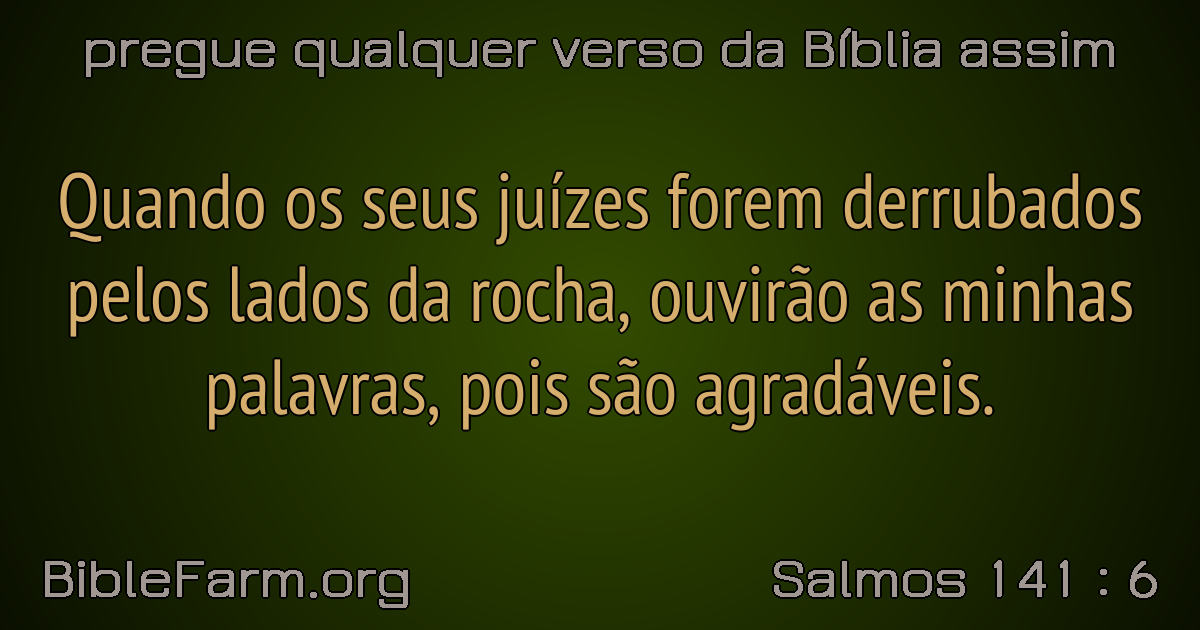 pregue qualquer verso da Bíblia assim
Quando os seus juízes forem derrubados
pelos lados da rocha, ouvirão as minhas
palavras, pois são agradáveis.
BibleFarm.org
Salmos 141 : 6